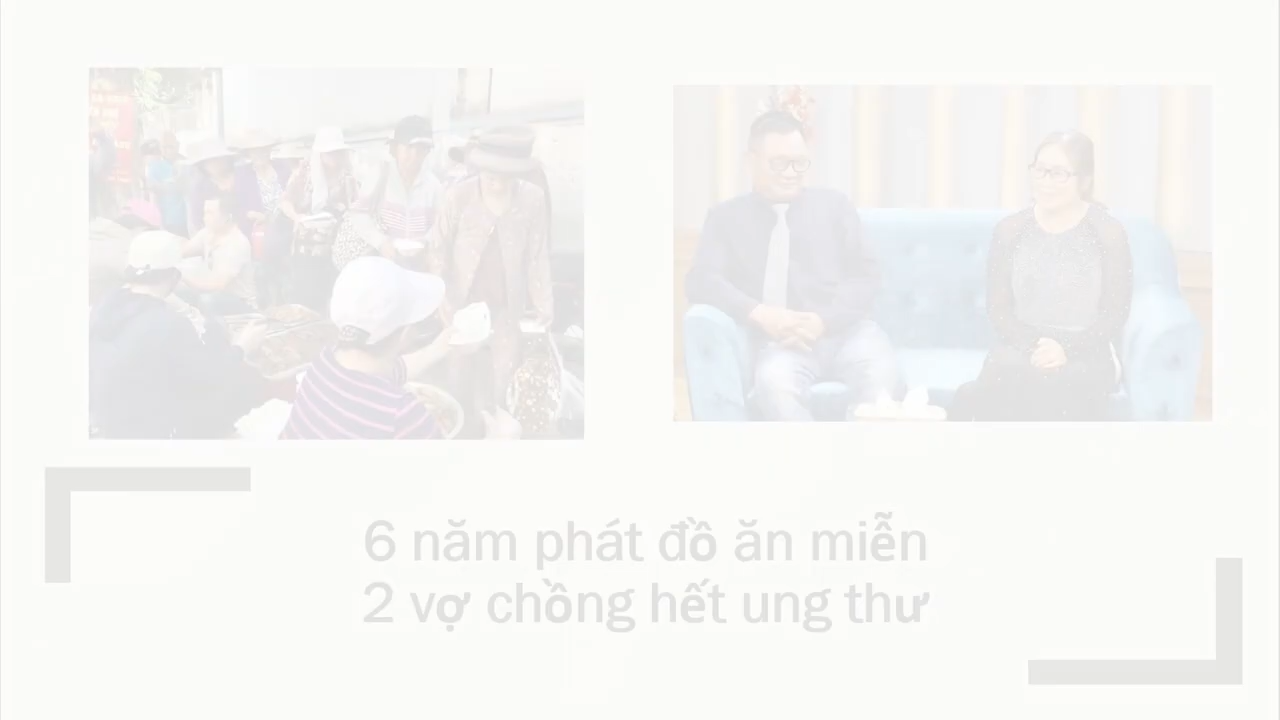 6 năm phát đồ ăn miễn
2 vợ chồng hết ung thư